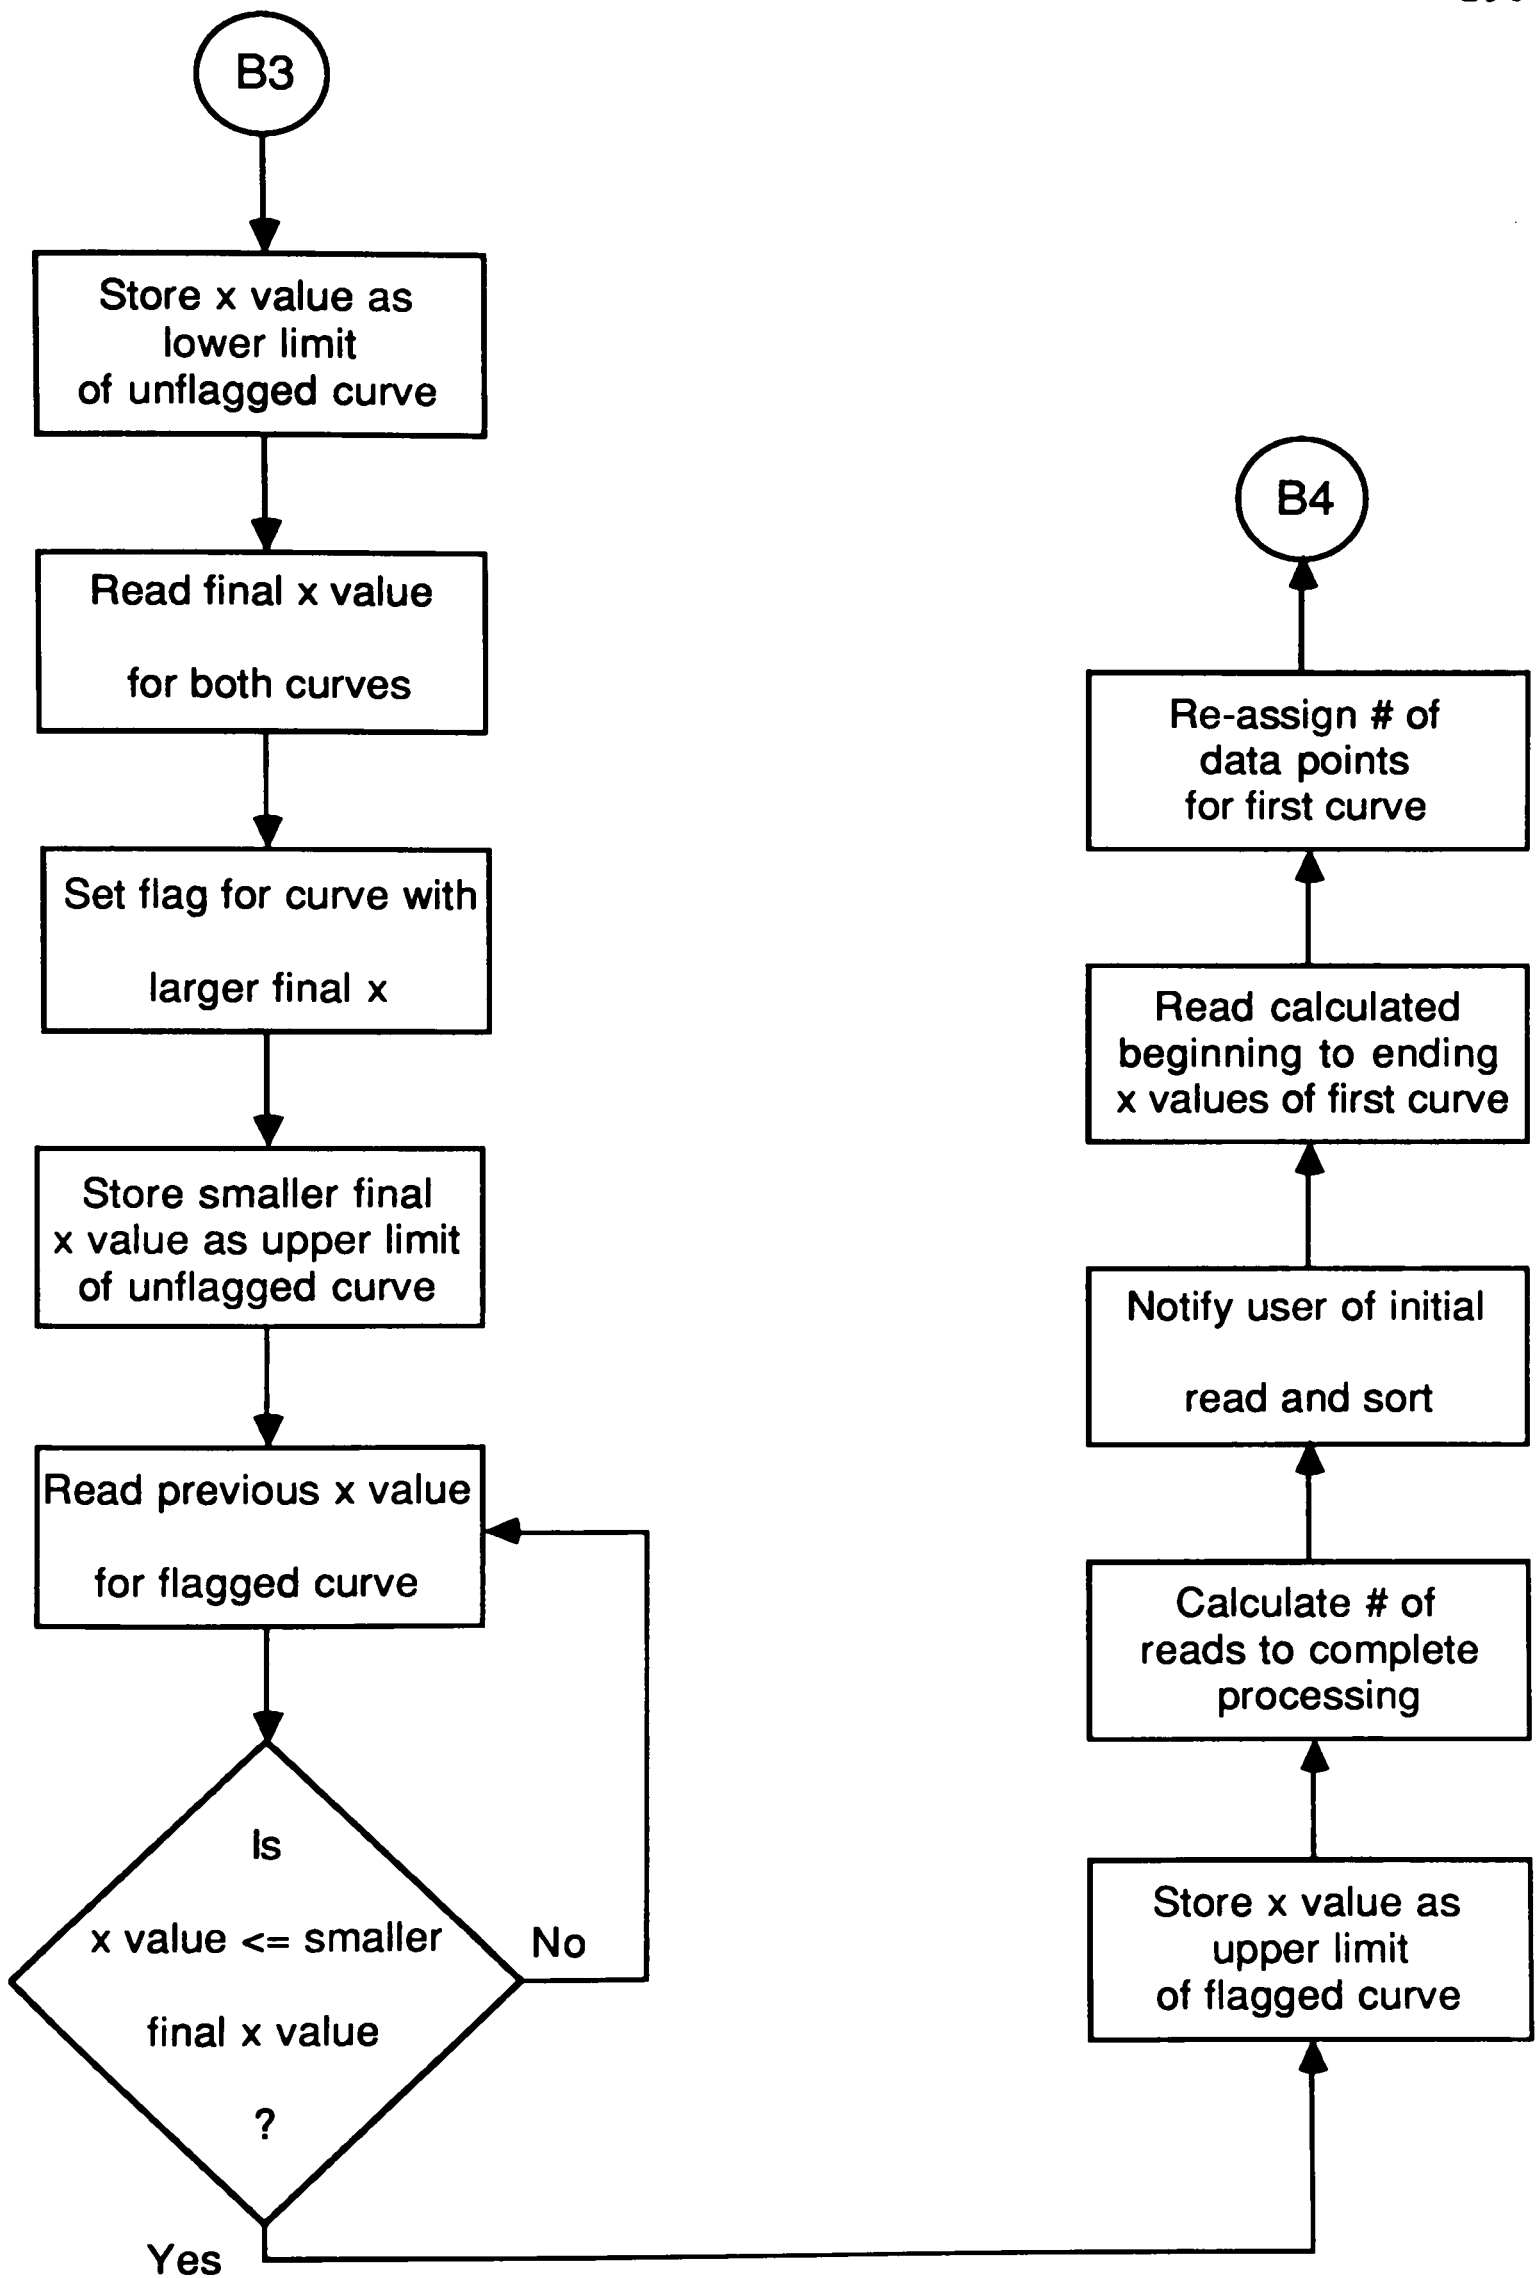 B3
Store x value as
lower limit
of unflagged curve
Read final x value
for both curves
Set flag for curve with
larger final x
Store smaller final
x value as upper limit
of unflagged curve
Read previous x value
for flagged curve
Is
x value <= smaller
final x value
?
No
Yes
B4
Re-assign # of
data points
for first curve
Read calculated
beginning to ending
x values of first curve
Notify user of initial
read and sort
Calculate # of
reads to complete
processing
Store x value as
upper limit
of flagged curve